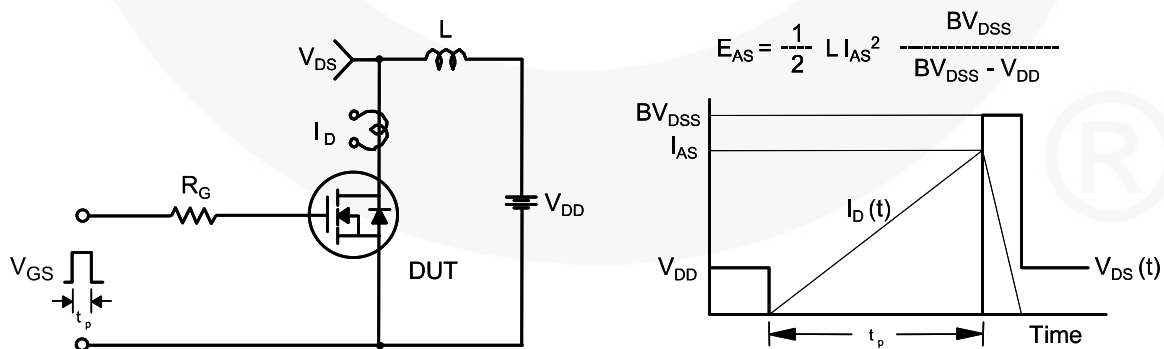 L
V_DS
I_D
R_G
V_DD
V_GS
DUT
t_p
E_AS = 1/2 L I_AS^2 BV_DSS / (BV_DSS - V_DD)
BV_DSS
I_AS
I_D (t)
V_DD
V_DS (t)
t_p
Time
®